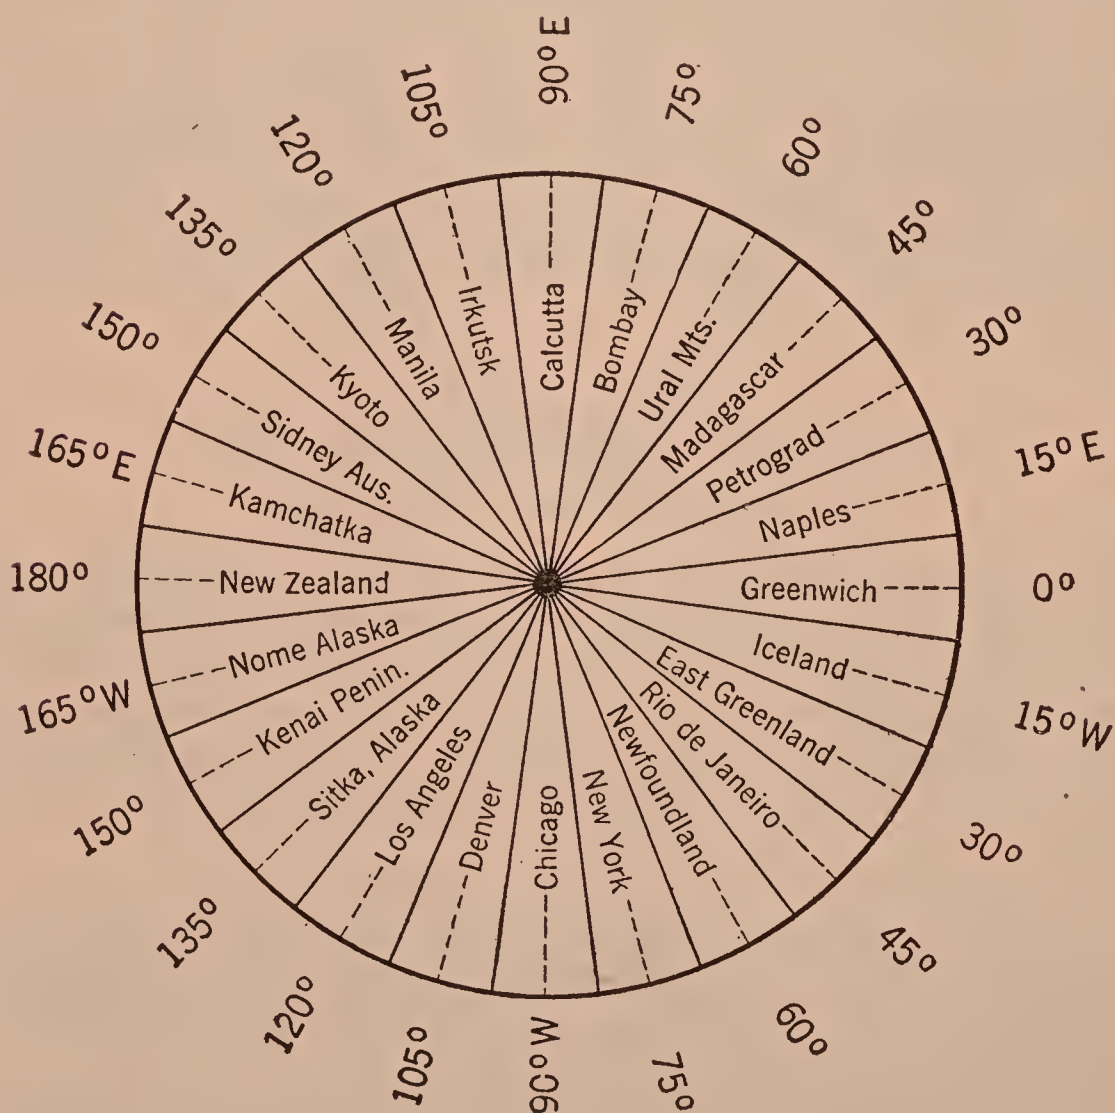 90° E
75°
60°
45°
30°
15° E
0°
15° W
30°
45°
60°
75°
90° W
105°
120°
135°
150°
165° W
180°
165° E
150°
135°
120°
105°
Calcutta
Bombay
Ural Mts.
Madagascar
Petrograd
Naples
Greenwich
Iceland
East Greenland
Rio de Janeiro
Newfoundland
New York
Chicago
Denver
Los Angeles
Sitka, Alaska
Kenai Penin.
Nome Alaska
New Zealand
Kamchatka
Sidney Aus.
Kyoto
Manila
Irkutsk